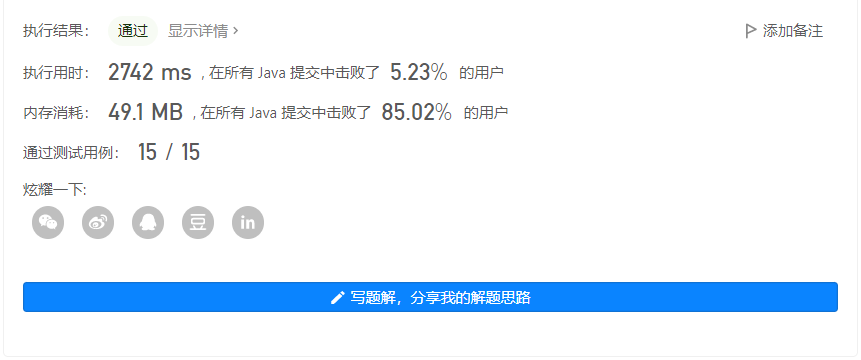 执行结果： 通过 显示详情 › 添加备注
执行用时： 2742 ms , 在所有 Java 提交中击败了 5.23% 的用户
内存消耗： 49.1 MB , 在所有 Java 提交中击败了 85.02% 的用户
通过测试用例： 15 / 15
炫耀一下:
豆 in
写题解，分享我的解题思路